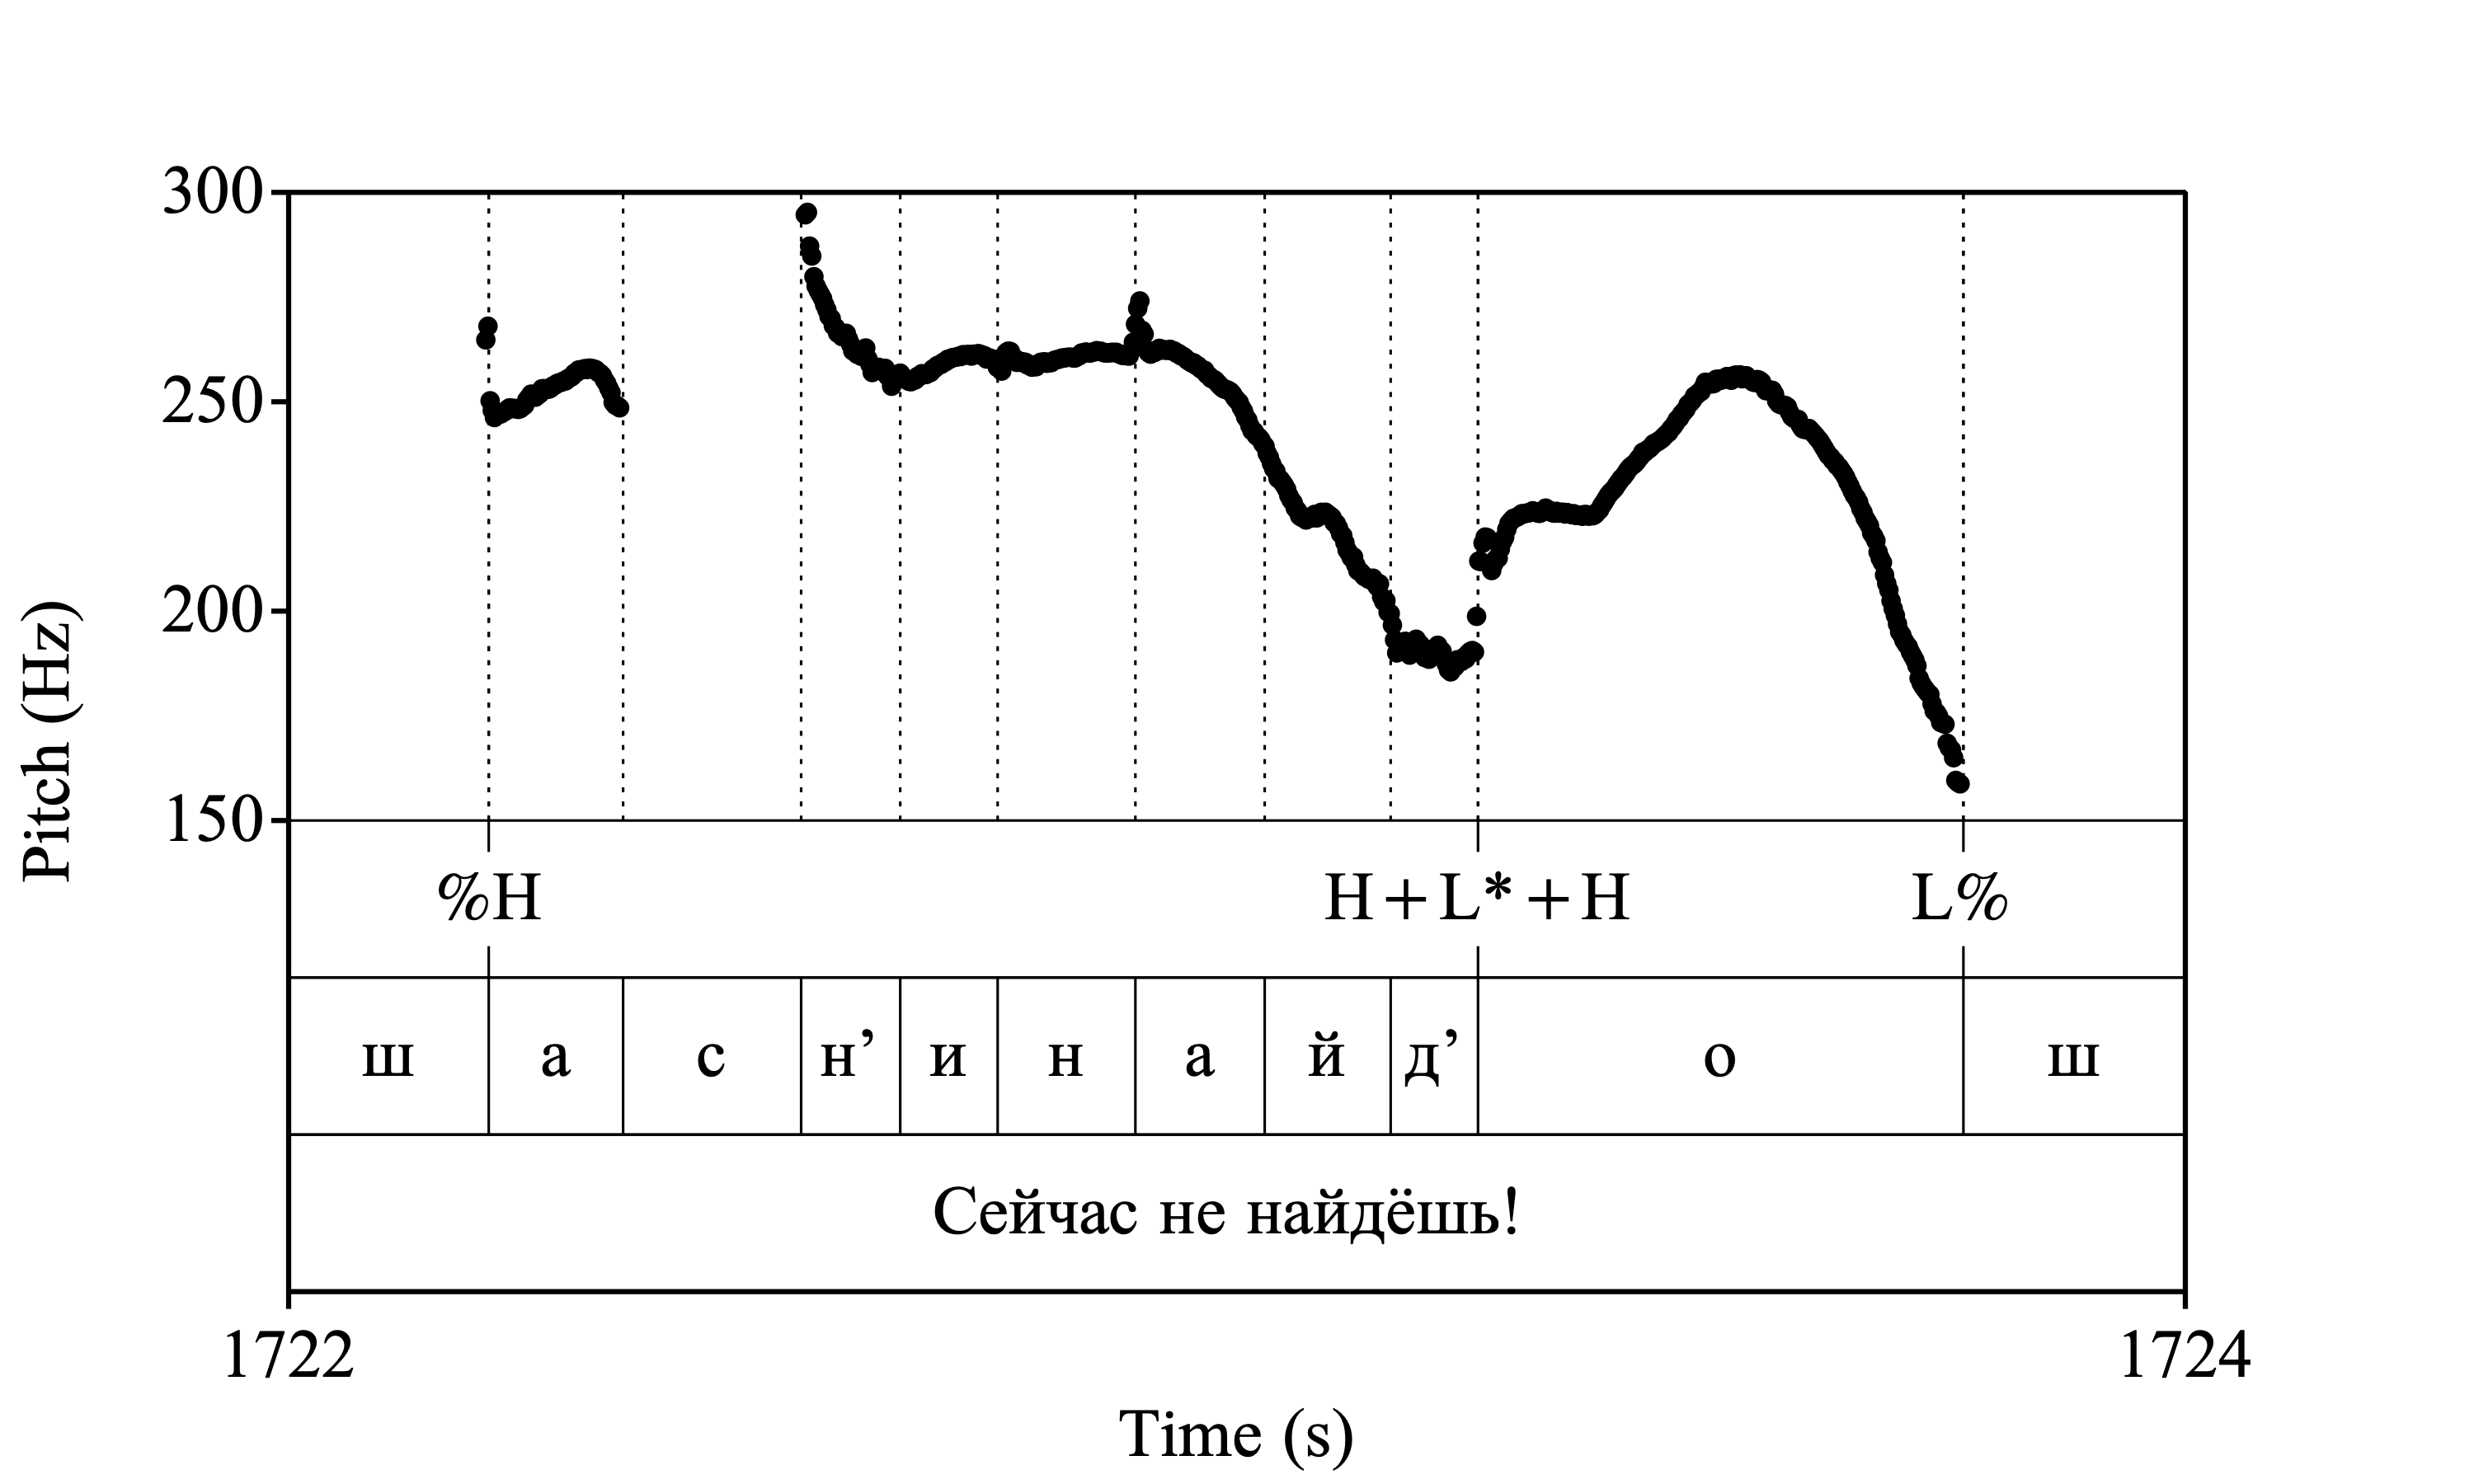 300
250
200
150
Pitch (Hz)
%H H+L*+H L%
ш а с н’ и н а й д’ о ш
Сейчас не найдёшь!
1722 1724
Time (s)